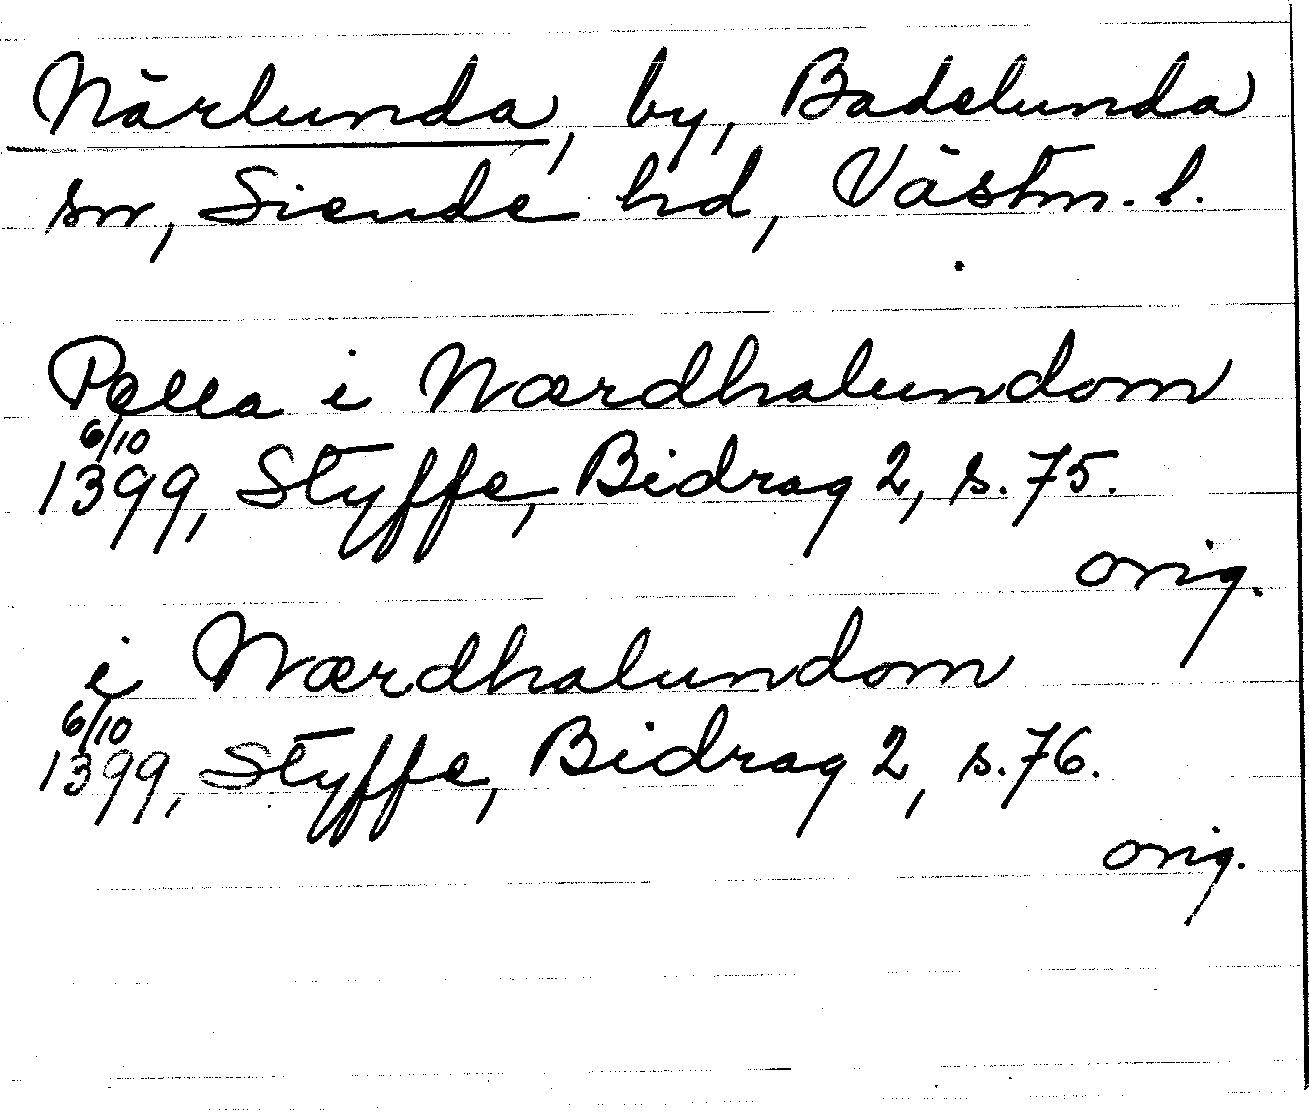 Närlunda, by, Badelunda
sn, Siende hd, Västm. l.
Pella i Nærdhalundom
6/10
1399, Styffe, Bidrag 2, s. 75.
orig.
i Nærdhalundom
6/10
1399, Styffe, Bidrag 2, s. 76.
orig.